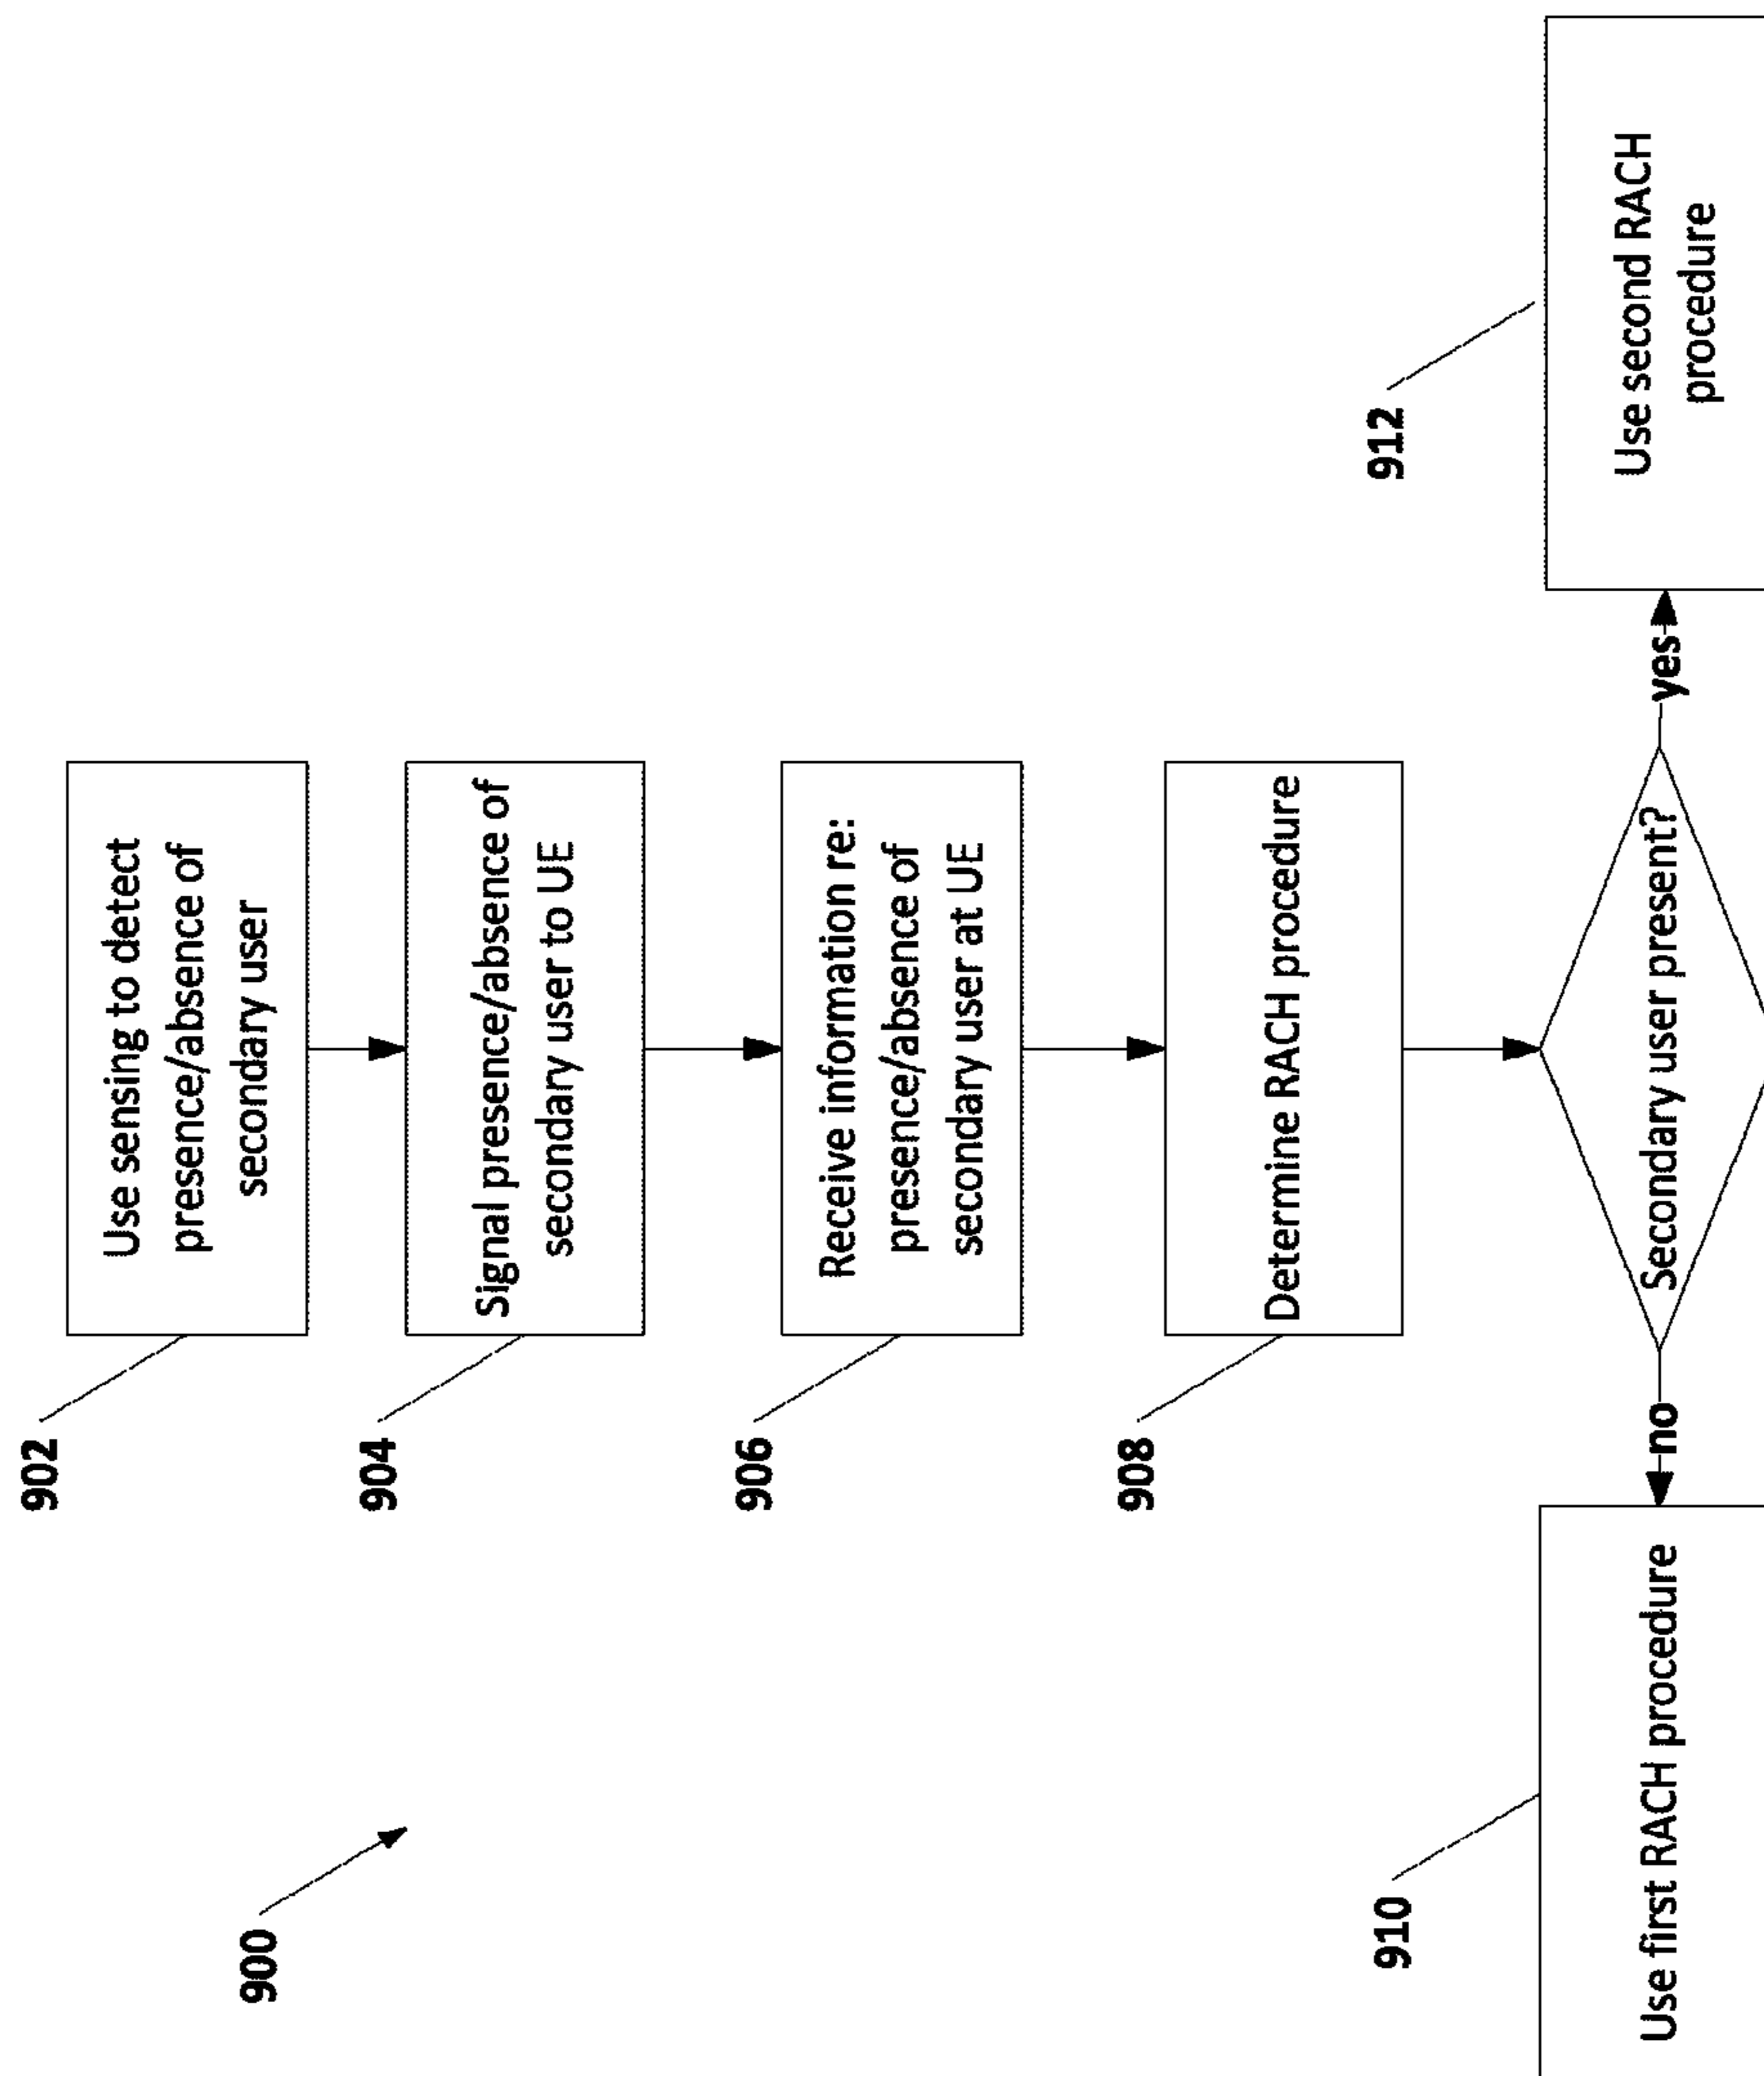 900
902
Use sensing to detect
presence/absence of
secondary user
904
Signal presence/absence of
secondary user to UE
906
Receive information re:
presence/absence of
secondary user at UE
908
Determine RACH procedure
Secondary user present?
no
yes
910
Use first RACH procedure
912
Use second RACH
procedure